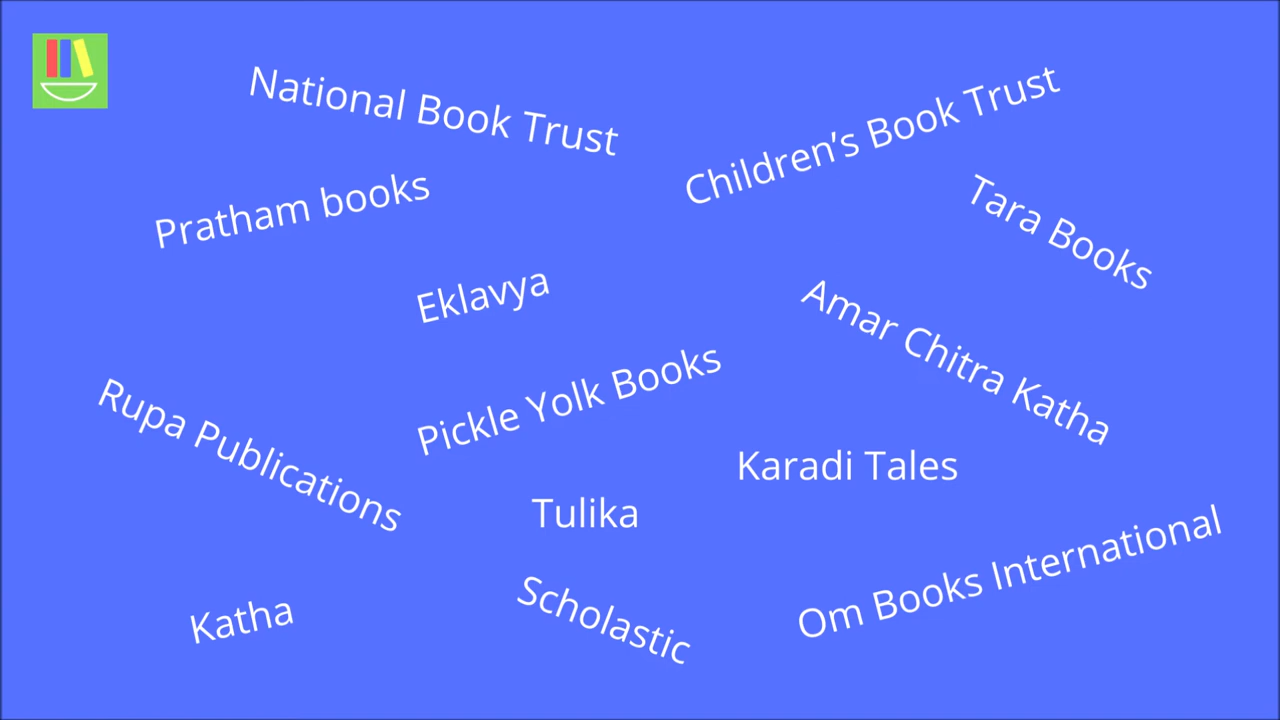 National Book Trust
Children’s Book Trust
Pratham books
Tara Books
Eklavya
Amar Chitra Katha
Pickle Yolk Books
Rupa Publications
Karadi Tales
Tulika
Om Books International
Scholastic
Katha